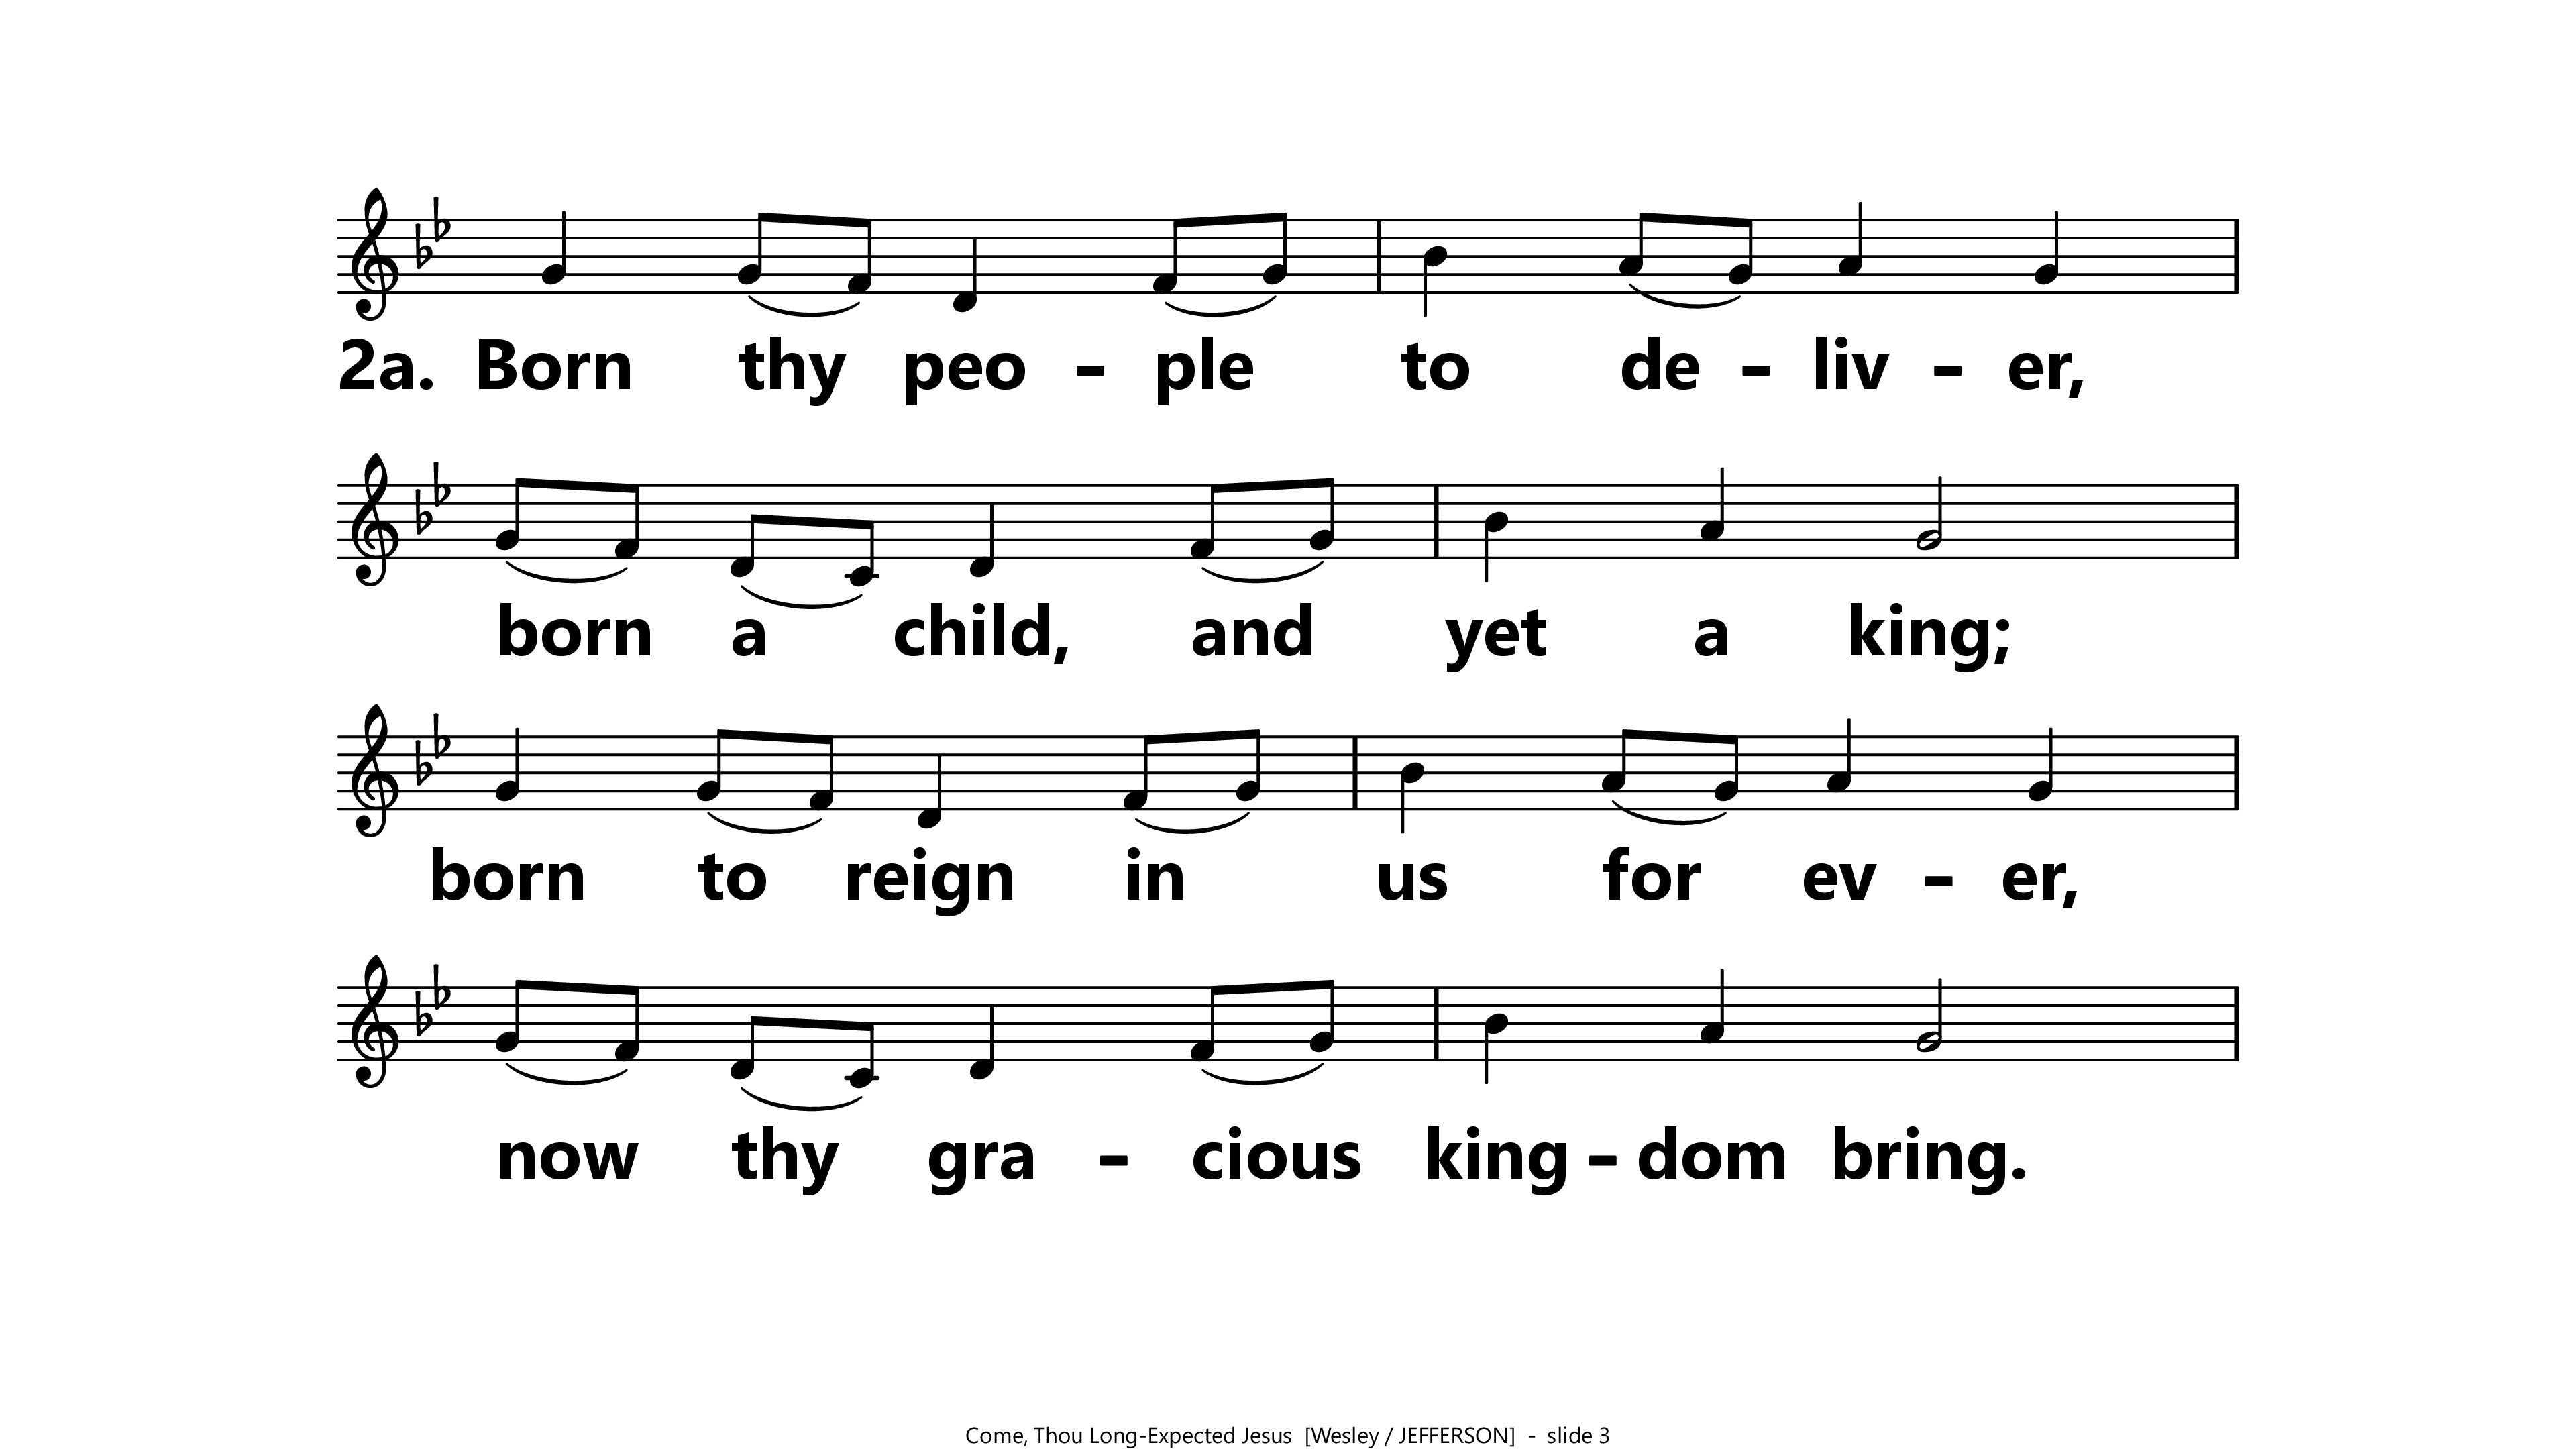 2a. Born thy peo - ple to de - liv - er,
born a child, and yet a king;
born to reign in us for ev - er,
now thy gra - cious king - dom bring.
Come, Thou Long-Expected Jesus [Wesley / JEFFERSON] - slide 3